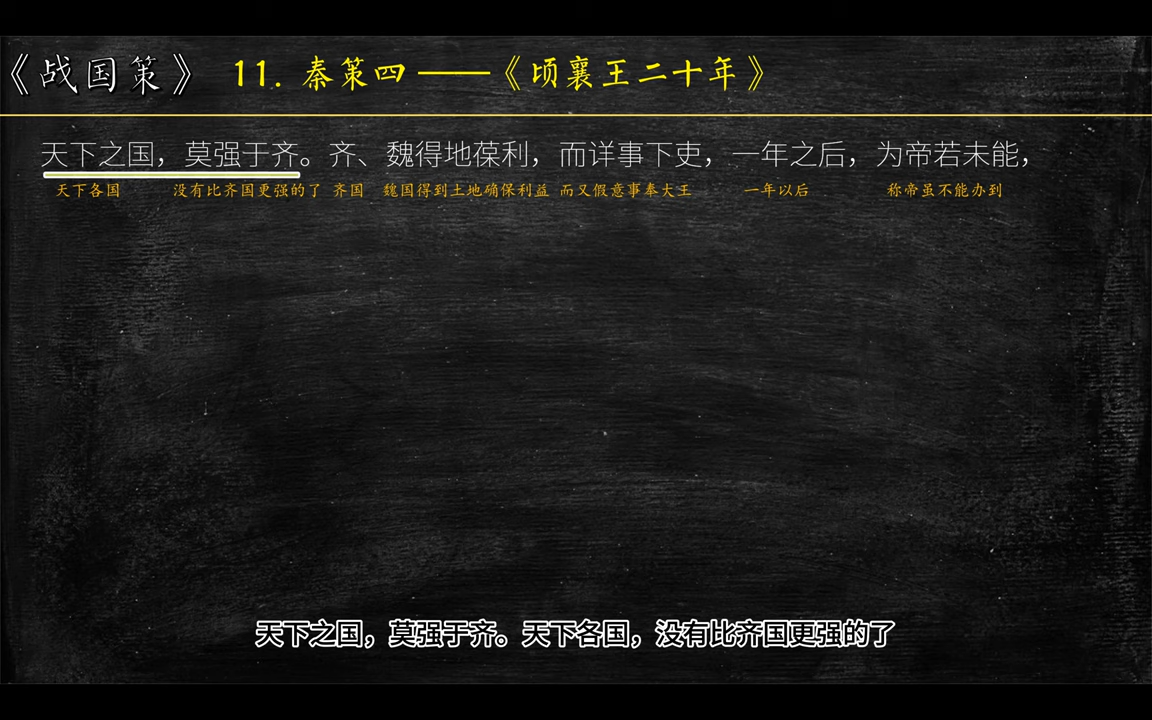 《战国策》 11. 秦策四 ——《顷襄王二十年》
天下之国，莫强于齐。齐、魏得地葆利，而详事下吏，一年之后，为帝若未能，
天下各国 没有比齐国更强的了 齐国 魏国得到土地确保利益 而又假意事奉大王 一年以后 称帝虽不能办到
天下之国，莫强于齐。天下各国，没有比齐国更强的了